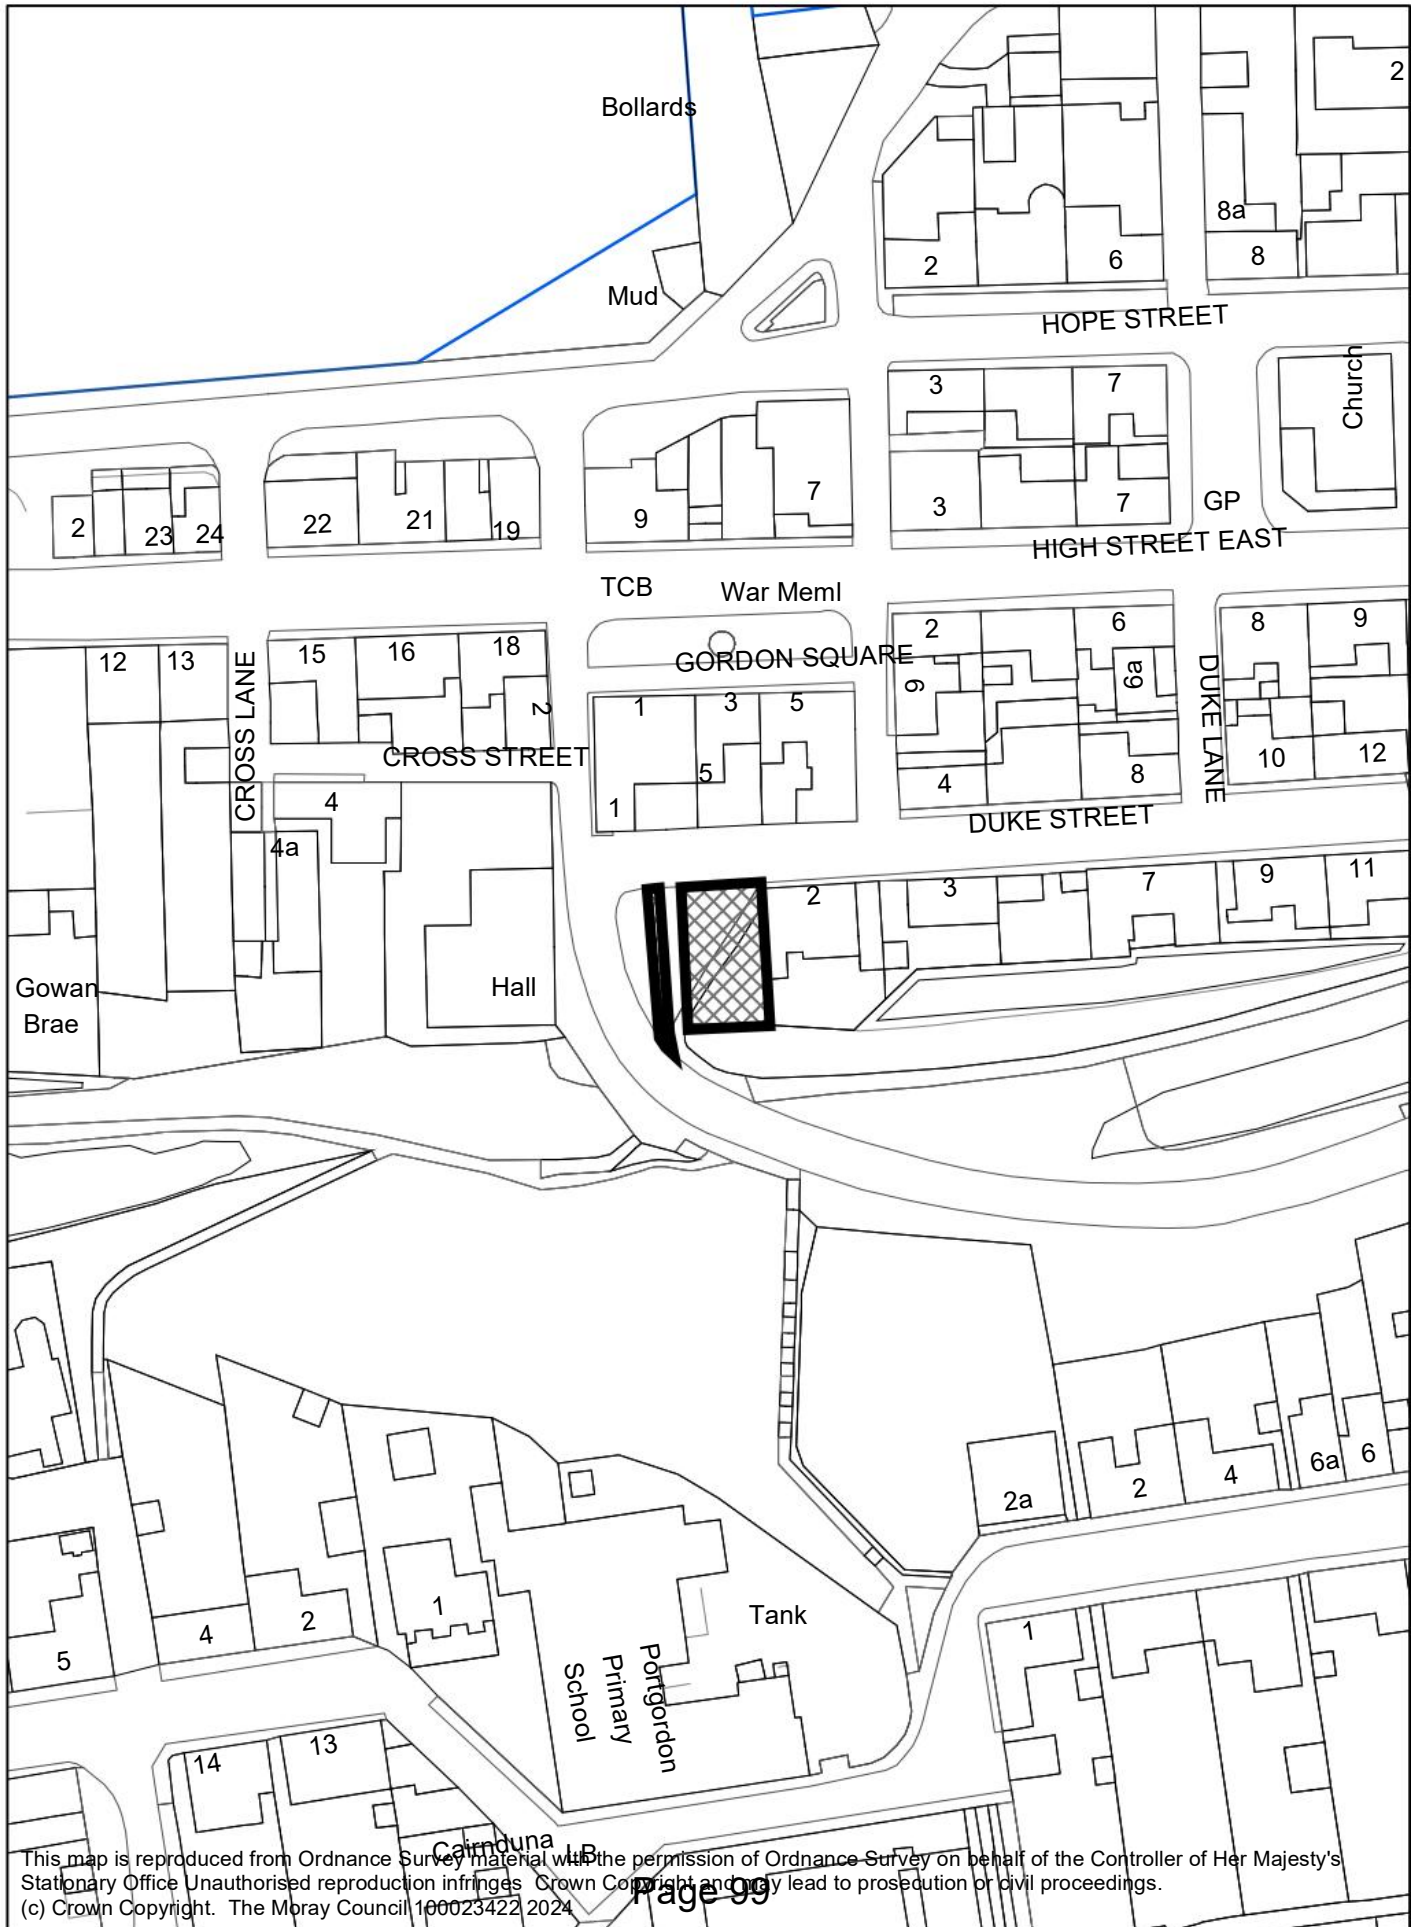 Bollards
2
8a
2
6
8
Mud
HOPE STREET
3
7
Church
2
23
24
22
21
19
9
7
3
7
GP
HIGH STREET EAST
TCB
War Meml
12
13
CROSS LANE
15
16
18
2
GORDON SQUARE
2
9
6
6a
8
9
DUKE LANE
1
3
5
CROSS STREET
5
1
4
8
10
12
4
4a
DUKE STREET
2
3
7
9
11
Gowan
Brae
Hall
2a
2
4
6a
6
5
4
2
1
Tank
1
Portgordon
Primary
School
14
13
Cairnduna
LB
This map is reproduced from Ordnance Survey material with the permission of Ordnance Survey on behalf of the Controller of Her Majesty's
Stationary Office Unauthorised reproduction infringes Crown Copyright and may lead to prosecution or civil proceedings.
(c) Crown Copyright. The Moray Council 100023422 2024
Page 99